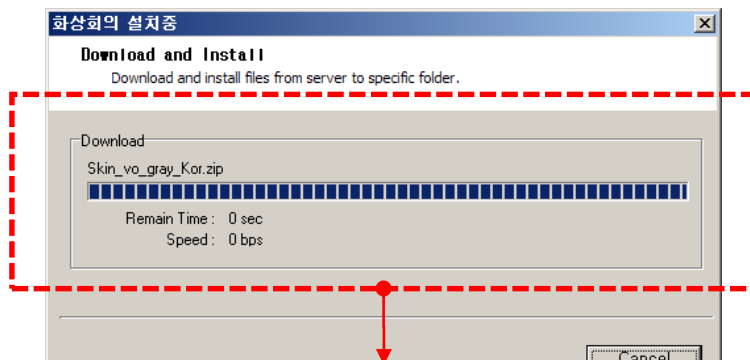 화상회의 설치중
Download and Install
Download and install files from server to specific folder.
Download
Skin_vo_gray_Kor.zip
Remain Time : 0 sec
Speed : 0 bps
Cancel